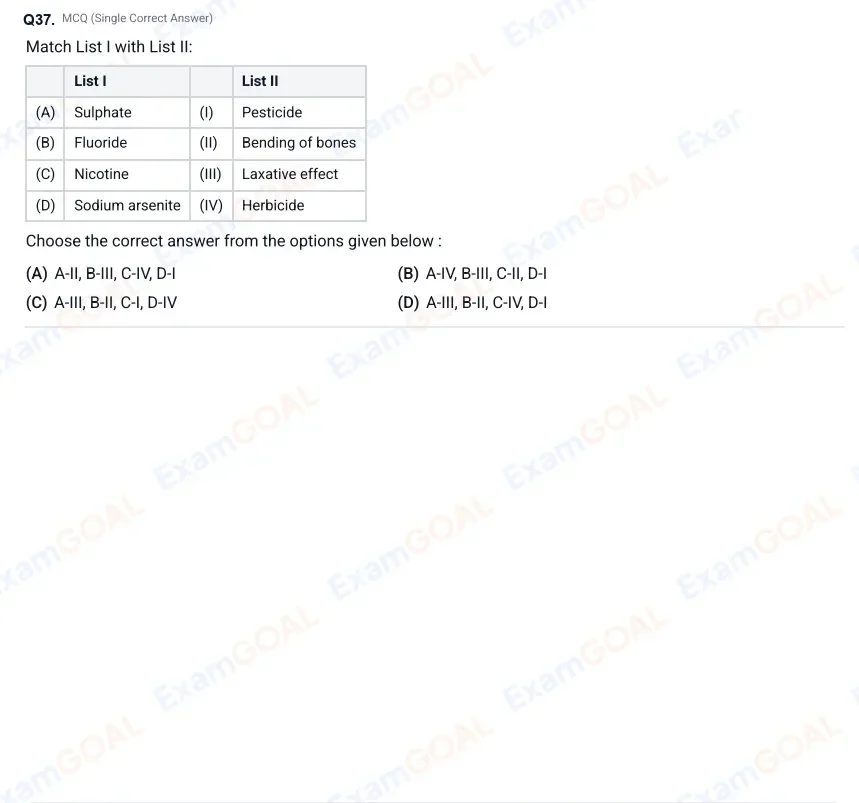 Q37. MCQ (Single Correct Answer)
Match List I with List II:
List I List II
(A) Sulphate (I) Pesticide
(B) Fluoride (II) Bending of bones
(C) Nicotine (III) Laxative effect
(D) Sodium arsenite (IV) Herbicide
Choose the correct answer from the options given below :
(A) A-II, B-III, C-IV, D-I (B) A-IV, B-III, C-II, D-I
(C) A-III, B-II, C-I, D-IV (D) A-III, B-II, C-IV, D-I
ExamGOAL